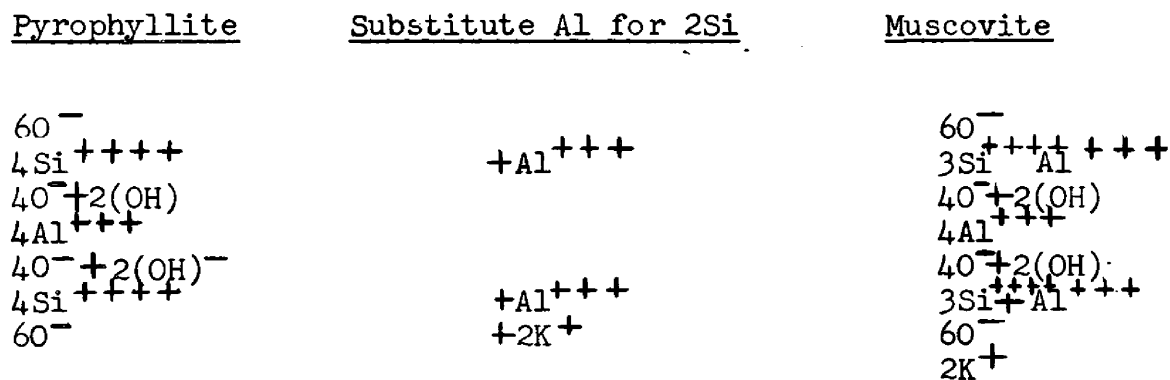 Pyrophyllite Substitute Al for 2Si Muscovite
6O⁻ 6O⁻
4Si⁺⁺⁺⁺ +Al⁺⁺⁺ 3Si⁺⁺⁺⁺Al⁺⁺⁺
4O⁻+2(OH) 4O⁻+2(OH)
4Al⁺⁺⁺ 4Al⁺⁺⁺
4O⁻+2(OH)⁻ 4O⁻+2(OH)
4Si⁺⁺⁺⁺ +Al⁺⁺⁺ 3Si⁺⁺⁺⁺+Al⁺⁺⁺
6O⁻ +2K⁺ 6O⁻
2K⁺